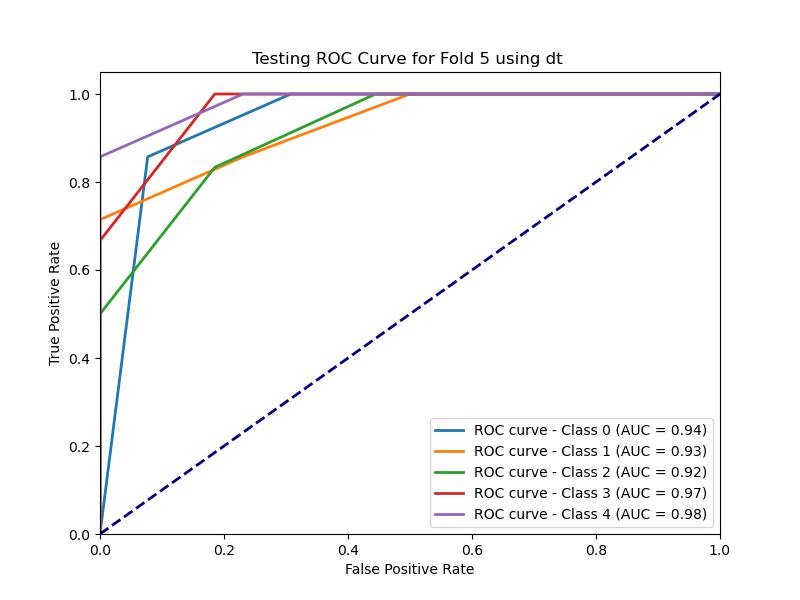 Testing ROC Curve for Fold 5 using dt
1.0
0.8
0.6
0.4
0.2
0.0
True Positive Rate
ROC curve - Class 0 (AUC = 0.94)
ROC curve - Class 1 (AUC = 0.93)
ROC curve - Class 2 (AUC = 0.92)
ROC curve - Class 3 (AUC = 0.97)
ROC curve - Class 4 (AUC = 0.98)
0.0 0.2 0.4 0.6 0.8 1.0
False Positive Rate